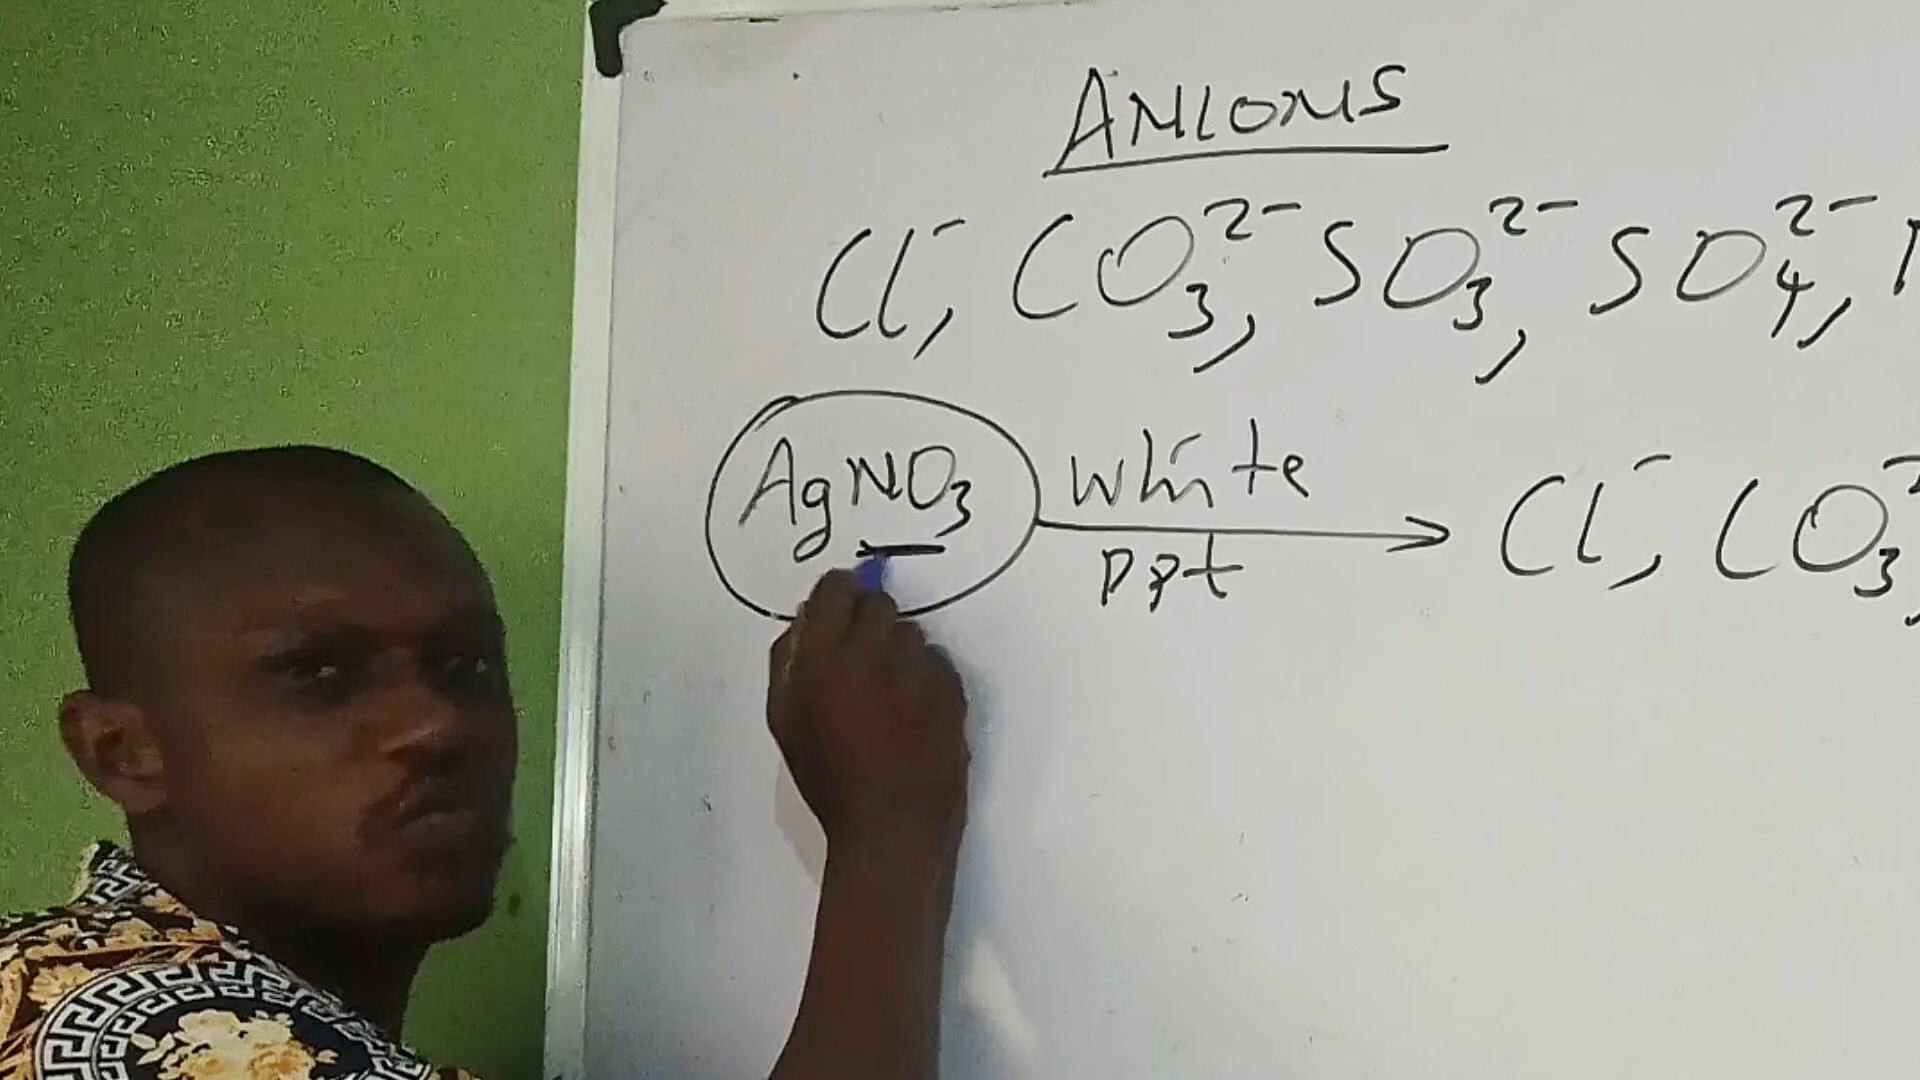 ANIONS
Cl⁻, CO₃²⁻, SO₃²⁻, SO₄²⁻,
AgNO₃ white ppt → Cl⁻, CO₃